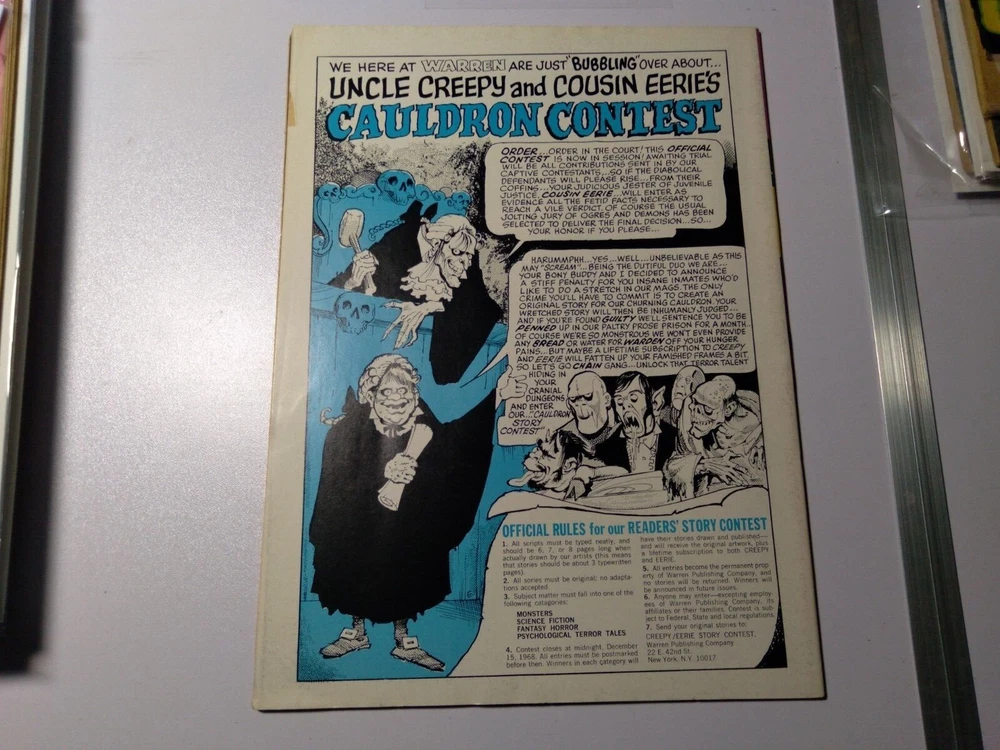 WE HERE AT WARREN ARE JUST "BUBBLING" OVER ABOUT...
UNCLE CREEPY and COUSIN EERIE'S
CAULDRON CONTEST
ORDER...ORDER IN THE COURT! THIS OFFICIAL
CONTEST IS NOW IN SESSION! AWAITING TRIAL
WILL BE ALL CONTRIBUTIONS SENT IN BY OUR
CAPTIVE CONTESTANTS...SO IF THE DIABOLICAL
DEFENDANTS WILL PLEASE RISE...FROM THEIR
COFFINS...YOUR JUDICIOUS JESTER OF JUVENILE
JUSTICE, COUSIN EERIE, WILL ENTER AS
EVIDENCE ALL THE FETID FACTS NECESSARY TO
REACH A VILE VERDICT. OF COURSE THE USUAL
JOLTING JURY OF OGRES AND DEMONS HAS BEEN
SELECTED TO DELIVER THE FINAL DECISION...SO...
YOUR HONOR IF YOU PLEASE...
HARUMMPHH...YES...WELL...UNBELIEVABLE AS THIS
MAY "SCREAM"...BEING THE DUTIFUL DUO WE ARE...
YOUR BONY BUDDY AND I DECIDED TO ANNOUNCE
A STIFF PENALTY FOR YOU INSANE INMATES WHO'D
LIKE TO DO A STRETCH IN OUR MAGS. THE ONLY
CRIME YOU'LL HAVE TO COMMIT IS TO CREATE AN
ORIGINAL STORY FOR OUR CHURNING CAULDRON. YOUR
WRETCHED STORY WILL THEN BE INHUMANLY JUDGED...
AND IF YOU'RE FOUND GUILTY WE'LL SENTENCE YOU TO BE
PENNED UP IN OUR PALTRY PROSE PRISON FOR A MONTH.
OF COURSE WE'RE SO MONSTROUS WE WON'T EVEN PROVIDE
ANY BREAD OR WATER FOR WARDEN OFF YOUR HUNGER
PAINS...BUT MAYBE A LIFETIME SUBSCRIPTION TO CREEPY
AND EERIE WILL FATTEN UP YOUR FAMISHED FRAMES A BIT.
SO LET'S GO CHAIN GANG...UNLOCK THAT TERROR TALENT
HIDING IN
YOUR
CRANIAL
DUNGEONS
AND ENTER
OUR..."CAULDRON
STORY
CONTEST"
OFFICIAL RULES for our READERS' STORY CONTEST
1. All scripts must be typed neatly, and
should be 6, 7, or 8 pages long when
actually drawn by our artists (this means
that stories should be about 3 typewritten
pages).
2. All sories must be original; no adapta-
tions accepted.
3. Subject matter must fall into one of the
following catagories:
MONSTERS
SCIENCE FICTION
FANTASY HORROR
PSYCHOLOGICAL TERROR TALES
4. Contest closes at midnight, December
15, 1968. All entries must be postmarked
before then. Winners in each category will
have their stories drawn and published—
and will receive the original artwork, plus
a lifetime subscription to both CREEPY
and EERIE.
5. All entries become the permanent prop
erty of Warren Publishing Company, and
no stories will be returned. Winners will
be announced in future issues.
6. Anyone may enter—excepting employ-
ees of Warren Publishing Company, its
affiliates or their families. Contest is sub-
ject to Federal, State and local regulations.
7. Send your original stories to:
CREEPY/EERIE STORY CONTEST,
Warren Publishing Company
22 E. 42nd St.
New York, N.Y. 10017